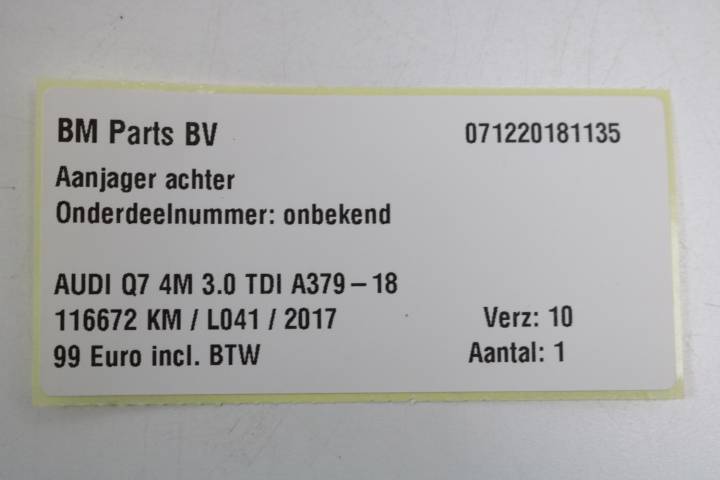 BM Parts BV 071220181135
Aanjager achter
Onderdeelnummer: onbekend
AUDI Q7 4M 3.0 TDI A379 – 18
116672 KM / L041 / 2017 Verz: 10
99 Euro incl. BTW Aantal: 1